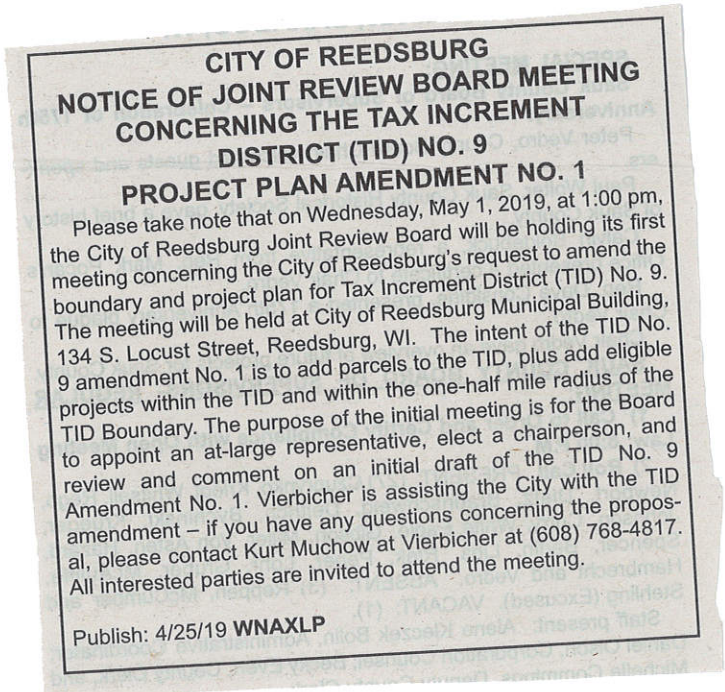 CITY OF REEDSBURG
NOTICE OF JOINT REVIEW BOARD MEETING
CONCERNING THE TAX INCREMENT
DISTRICT (TID) NO. 9
PROJECT PLAN AMENDMENT NO. 1
Please take note that on Wednesday, May 1, 2019, at 1:00 pm,
the City of Reedsburg Joint Review Board will be holding its first
meeting concerning the City of Reedsburg's request to amend the
boundary and project plan for Tax Increment District (TID) No. 9.
The meeting will be held at City of Reedsburg Municipal Building,
134 S. Locust Street, Reedsburg, WI. The intent of the TID No.
9 amendment No. 1 is to add parcels to the TID, plus add eligible
projects within the TID and within the one-half mile radius of the
TID Boundary. The purpose of the initial meeting is for the Board
to appoint an at-large representative, elect a charperson, and
review and comment on an initial draft of the TID No. 9
Amendment No. 1. Vierbicher is assisting the City with the TID
amendment – if you have any questions concerning the propos-
al, please contact Kurt Muchow at Vierbicher at (608) 768-4817.
All interested parties are invited to attend the meeting.
Publish: 4/25/19 WNAXLP